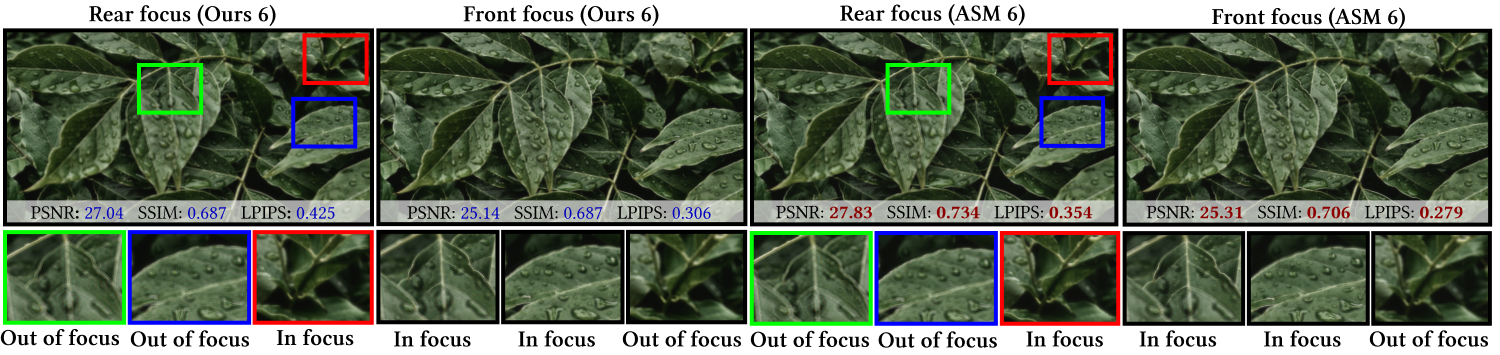 Rear focus (Ours 6)
Front focus (Ours 6)
Rear focus (ASM 6)
Front focus (ASM 6)
PSNR: 27.04 SSIM: 0.687 LPIPS: 0.425
PSNR: 25.14 SSIM: 0.687 LPIPS: 0.306
PSNR: 27.83 SSIM: 0.734 LPIPS: 0.354
PSNR: 25.31 SSIM: 0.706 LPIPS: 0.279
Out of focus
Out of focus
In focus
In focus
In focus
Out of focus
Out of focus
Out of focus
In focus
In focus
In focus
Out of focus